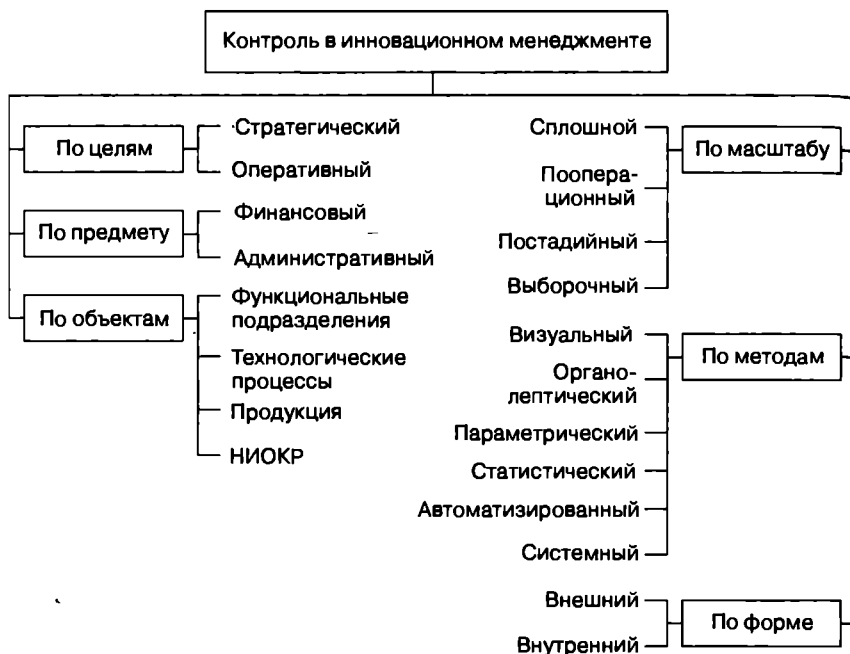 Контроль в инновационном менеджменте
По целям
Стратегический
Оперативный
По предмету
Финансовый
Административный
По объектам
Функциональные
подразделения
Технологические
процессы
Продукция
НИОКР
Сплошной
Поопера-
ционный
Постадийный
Выборочный
По масштабу
Визуальный
Органо-
лептический
Параметрический
Статистический
Автоматизированный
Системный
По методам
Внешний
Внутренний
По форме